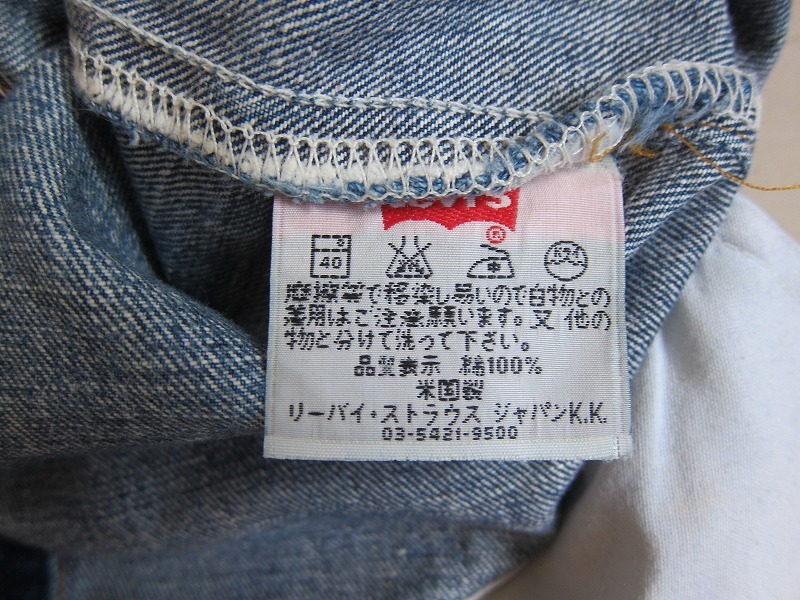 Levi's
®
40
摩擦等で移染し易いので白物との
着用はご注意願います。又 他の
物と分けて洗って下さい。
品質表示 綿100%
米国製
リーバイ・ストラウス ジャパンK.K.
03-5421-9500